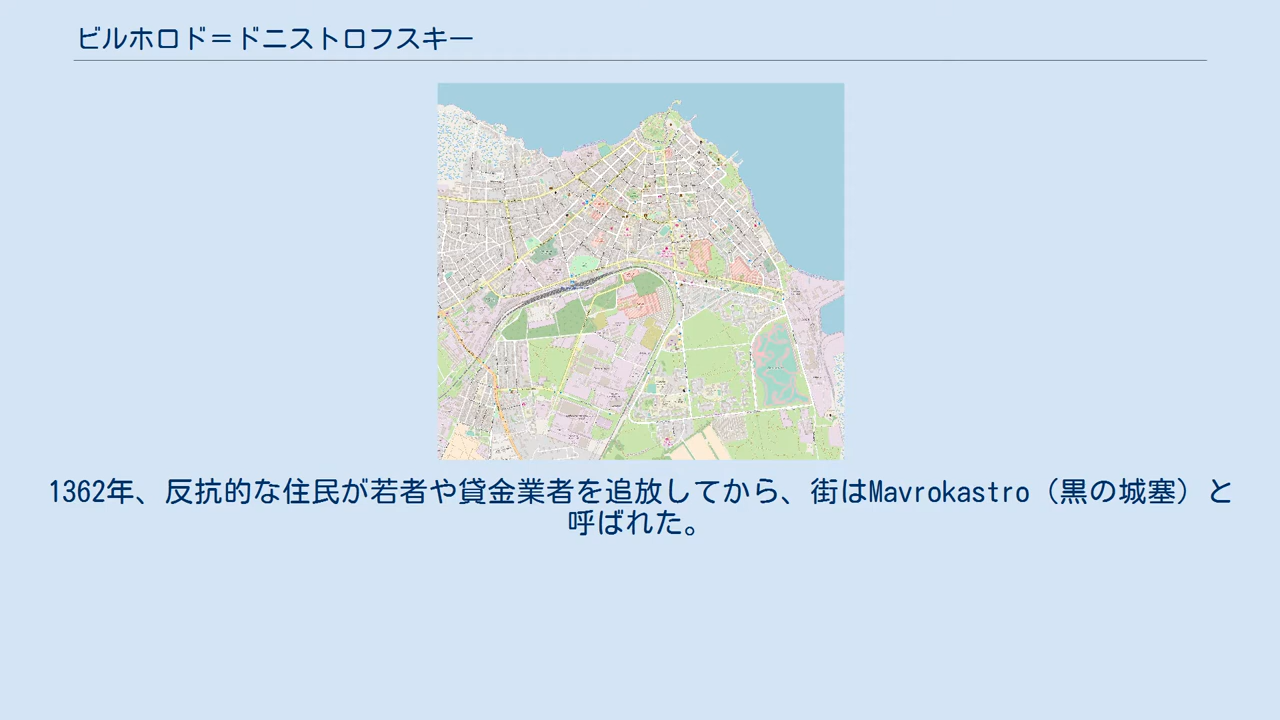 ビルホロド＝ドニストロフスキー
1362年、反抗的な住民が若者や貸金業者を追放してから、街はMavrokastro（黒の城塞）と
呼ばれた。